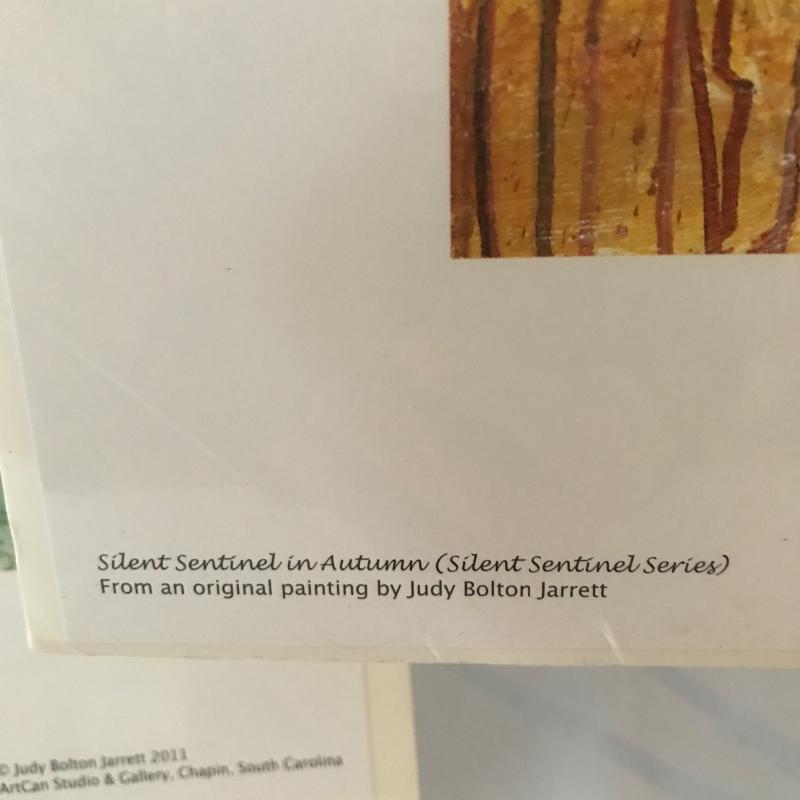 Silent Sentinel in Autumn (Silent Sentinel Series)
From an original painting by Judy Bolton Jarrett
© Judy Bolton Jarrett 2011
ArtCan Studio & Gallery, Chapin, South Carolina